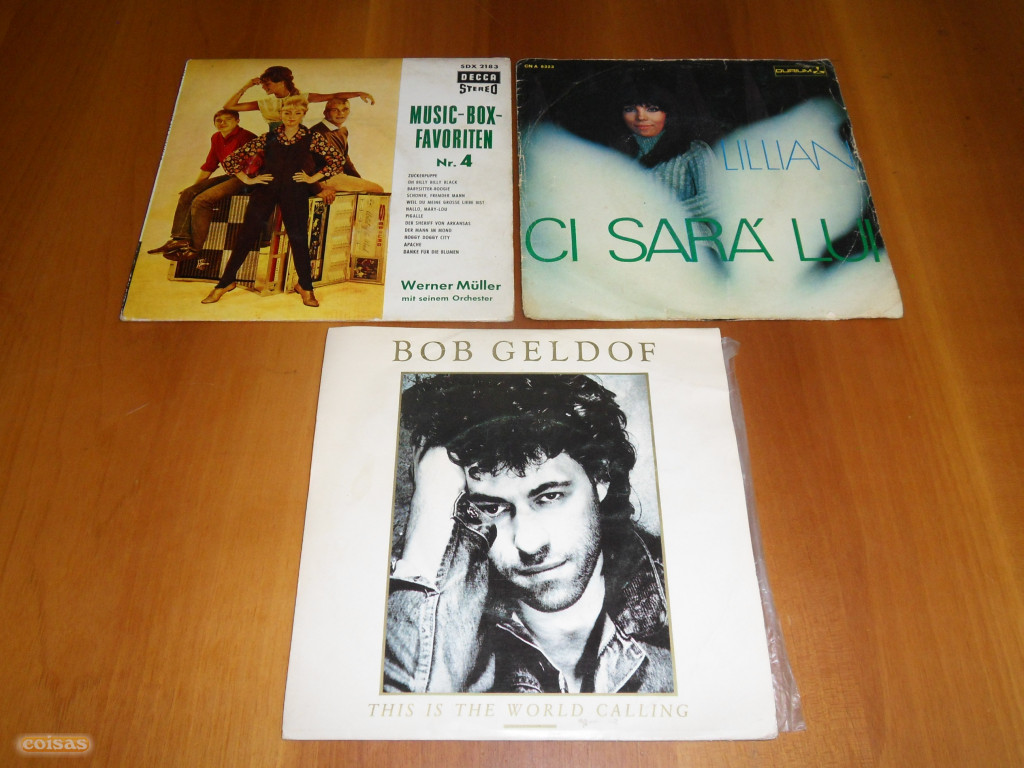 SDX 2183
DECCA
STEREO
MUSIC-BOX-
FAVORITEN
Nr. 4
ZUCKERPUPPE
OH BILLY BILLY BLACK
BABYSITTER-BOOGIE
SCHÖNER, FREMDER MANN
WEIL DU MEINE GROSSE LIEBE BIST
HALLO, MARY-LOU
PIGALLE
DER SHERIFF VON ARKANSAS
DER MANN IM MOND
BOGGY DOGGY CITY
APACHE
DANKE FÜR DIE BLUMEN
Werner Müller
mit seinem Orchester
DURIUM
LILLIAN
CI SARÁ LUI
BOB GELDOF
THIS IS THE WORLD CALLING
coisas